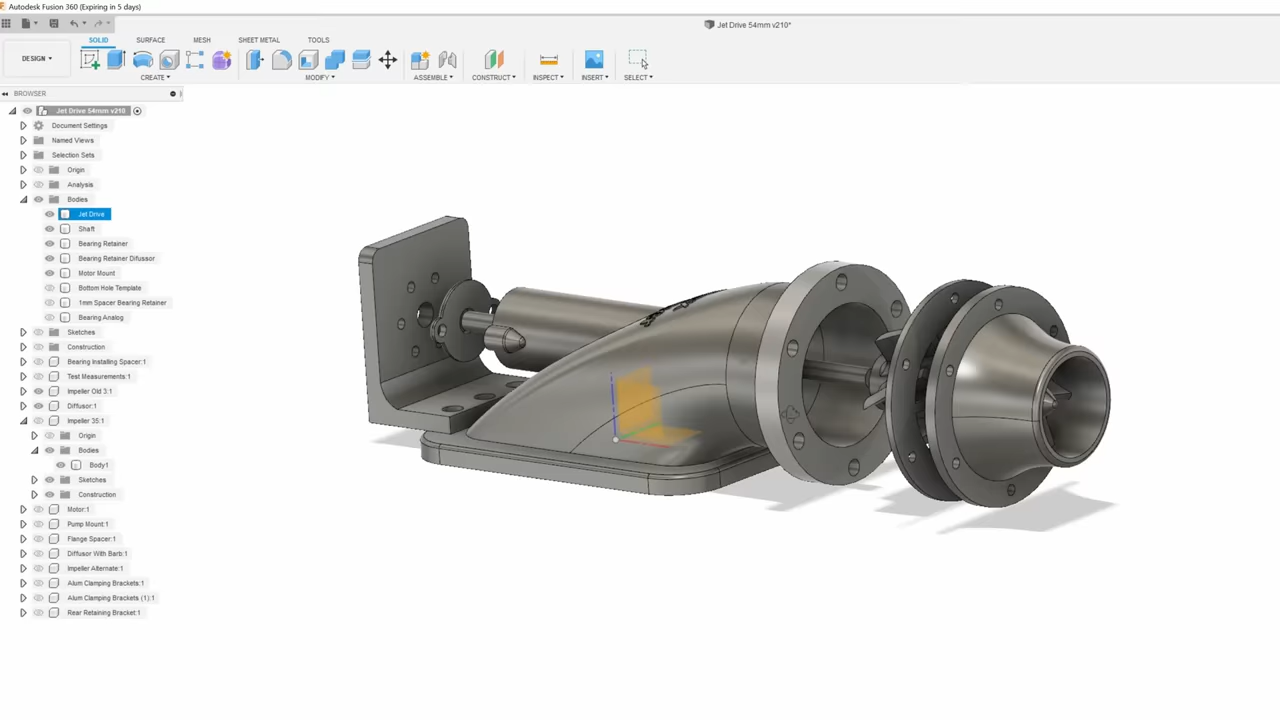 Autodesk Fusion 360 (Expiring in 5 days)
Jet Drive 54mm v210*
SOLID SURFACE MESH SHEET METAL TOOLS
DESIGN
CREATE MODIFY ASSEMBLE CONSTRUCT INSPECT INSERT SELECT
BROWSER
Jet Drive 54mm v210
Document Settings
Named Views
Selection Sets
Origin
Analysis
Bodies
Jet Drive
Shaft
Bearing Retainer
Bearing Retainer Difussor
Motor Mount
Bottom Hole Template
1mm Spacer Bearing Retainer
Bearing Analog
Sketches
Construction
Bearing Installing Spacer:1
Test Measurements:1
Impeller Old 3:1
Diffusor:1
Impeller 35:1
Origin
Bodies
Body1
Sketches
Construction
Motor:1
Pump Mount:1
Flange Spacer:1
Diffusor With Barb:1
Impeller Alternate:1
Alum Clamping Brackets:1
Alum Clamping Brackets (1):1
Rear Retaining Bracket:1